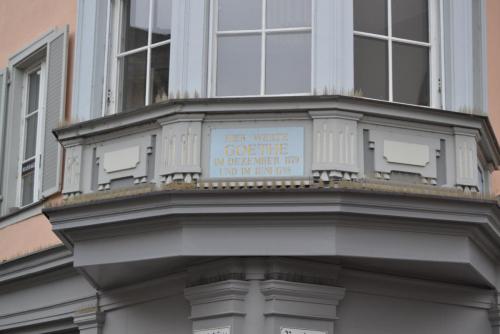 HIER WEILTE
GOETHE
IM DEZEMBER 1779
UND IM JUNI